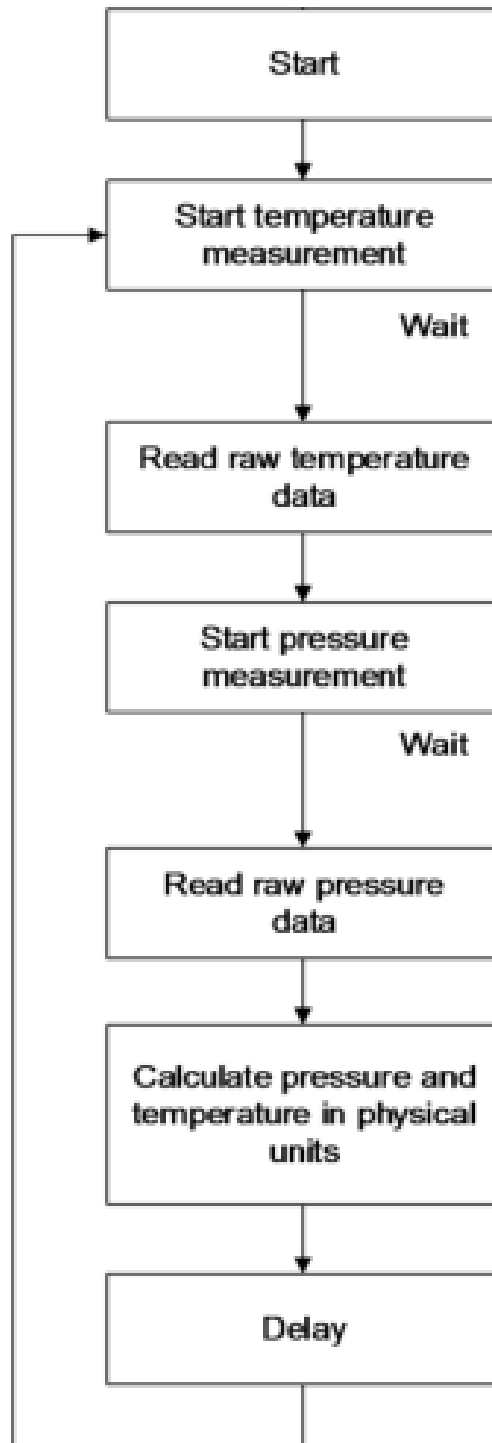 Start
Start temperature
measurement
Wait
Read raw temperature
data
Start pressure
measurement
Wait
Read raw pressure
data
Calculate pressure and
temperature in physical
units
Delay